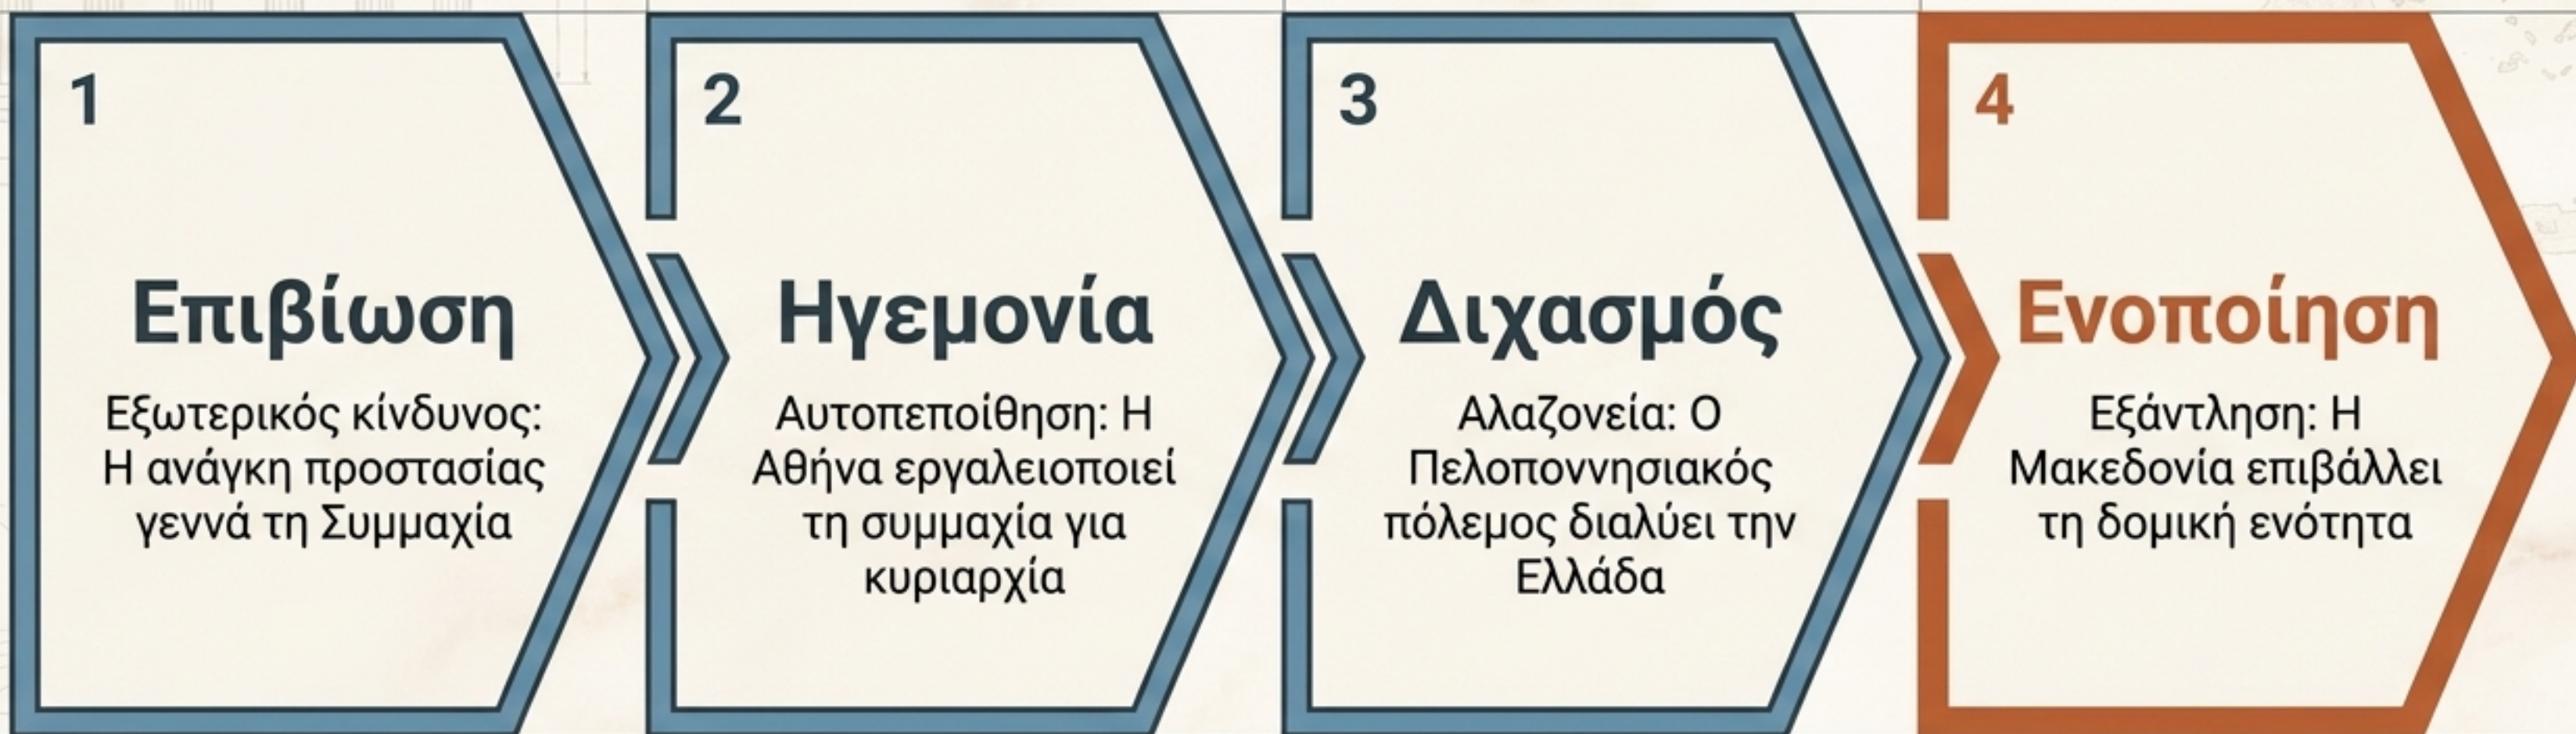 1
Επιβίωση
Εξωτερικός κίνδυνος:
Η ανάγκη προστασίας
γεννά τη Συμμαχία
2
Ηγεμονία
Αυτοπεποίθηση: Η
Αθήνα εργαλειοποιεί
τη συμμαχία για
κυριαρχία
3
Διχασμός
Αλαζονεία: Ο
Πελοποννησιακός
πόλεμος διαλύει την
Ελλάδα
4
Ενοποίηση
Εξάντληση: Η
Μακεδονία επιβάλλει
τη δομική ενότητα